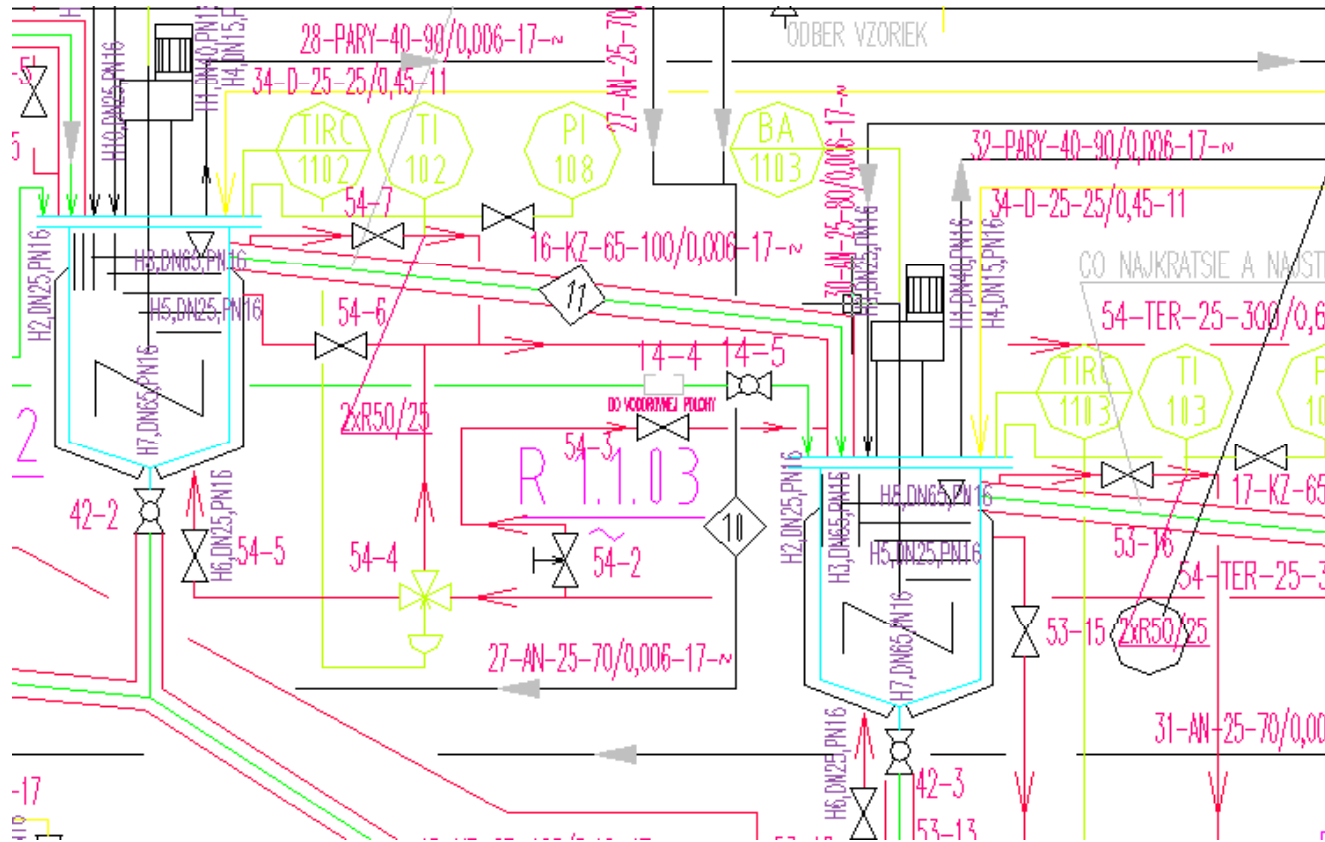 28-PARY-40-90/0,006-17-~
34-D-25-25/0,45-11
27-AN-25-70,
ODBER VZORIEK
H10,DN25,PN16
H1,DN40,PN16
H4,DN15,P
TIRC
1102
TI
102
PI
108
BA
1103
32-PARY-40-90/0,006-17-~
34-D-25-25/0,45-11
54-7
16-KZ-65-100/0,006-17-~
30-AN-25-80/0,006-17-~
H1,DN40,PN16
H4,DN15,PN16
CO NAJKRATSIE A NAJSTR
H2,DN25,PN16
H8,DN65,PN16
H5,DN25,PN16
11
54-6
54-TER-25-300/0,6
14-4
14-5
DO VODOROVNEJ POLOHY
TIRC
1103
TI
103
H7,DN65,PN16
2
2xR50/25
54-3
R 1.1.03
~
10
42-2
54-5
H6,DN25,PN16
54-4
54-2
H2,DN25,PN16
H3,DN65,PN16
H8,DN65,PN16
H5,DN25,PN16
17-KZ-65
53-16
54-TER-25-3
53-15
2xR50/25
27-AN-25-70/0,006-17-~
H7,DN65,PN16
31-AN-25-70/0,00
H6,DN25,PN16
42-3
53-13
-17